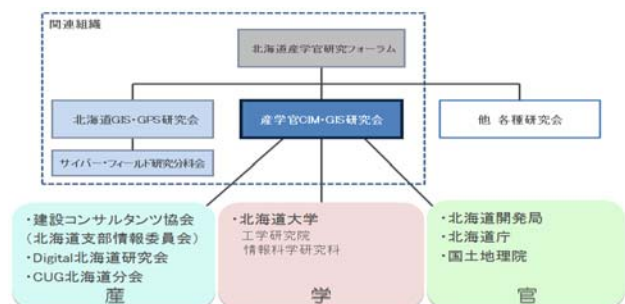 関連組織
北海道産学官研究フォーラム
北海道GIS・GPS研究会
産学官CIM・GIS研究会
他 各種研究会
サイバー・フィールド研究分科会
・建設コンサルタンツ協会
（北海道支部情報委員会）
・Digital北海道研究会
・CUG北海道分会
産
・北海道大学
工学研究院
情報科学研究科
学
・北海道開発局
・北海道庁
・国土地理院
官